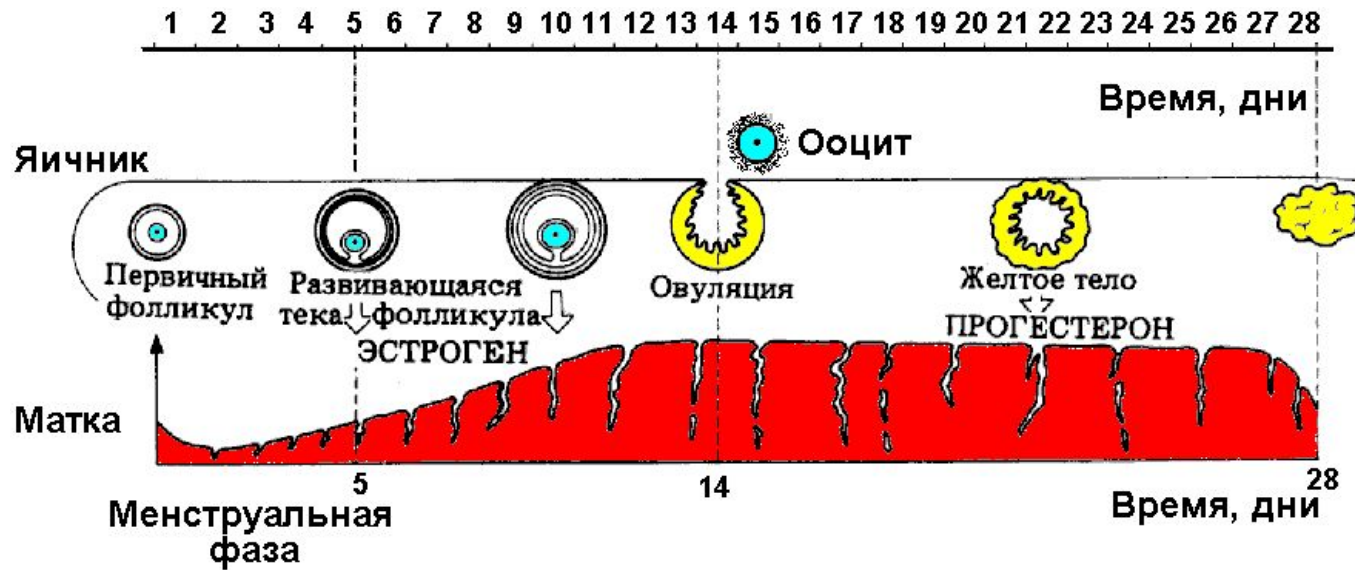 1 2 3 4 5 6 7 8 9 10 11 12 13 14 15 16 17 18 19 20 21 22 23 24 25 26 27 28
Время, дни
Ооцит
Яичник
Первичный
фолликул
Развивающаяся
тека фолликула
ЭСТРОГЕН
Овуляция
Желтое тело
ПРОГЕСТЕРОН
Матка
5 14 28
Менструальная
фаза
Время, дни